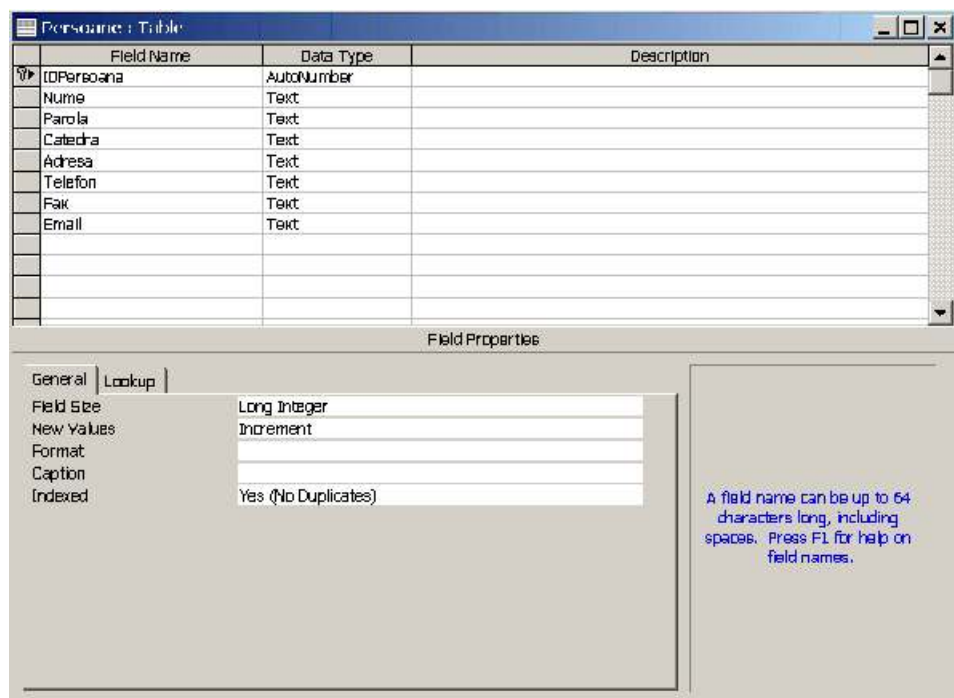 Persoane : Table
Field Name Data Type Description
IDPersoana AutoNumber
Nume Text
Parola Text
Catedra Text
Adresa Text
Telefon Text
Fax Text
Email Text
Field Properties
General Lookup
Field Size Long Integer
New Values Increment
Format
Caption
Indexed Yes (No Duplicates)
A field name can be up to 64
characters long, including
spaces. Press F1 for help on
field names.